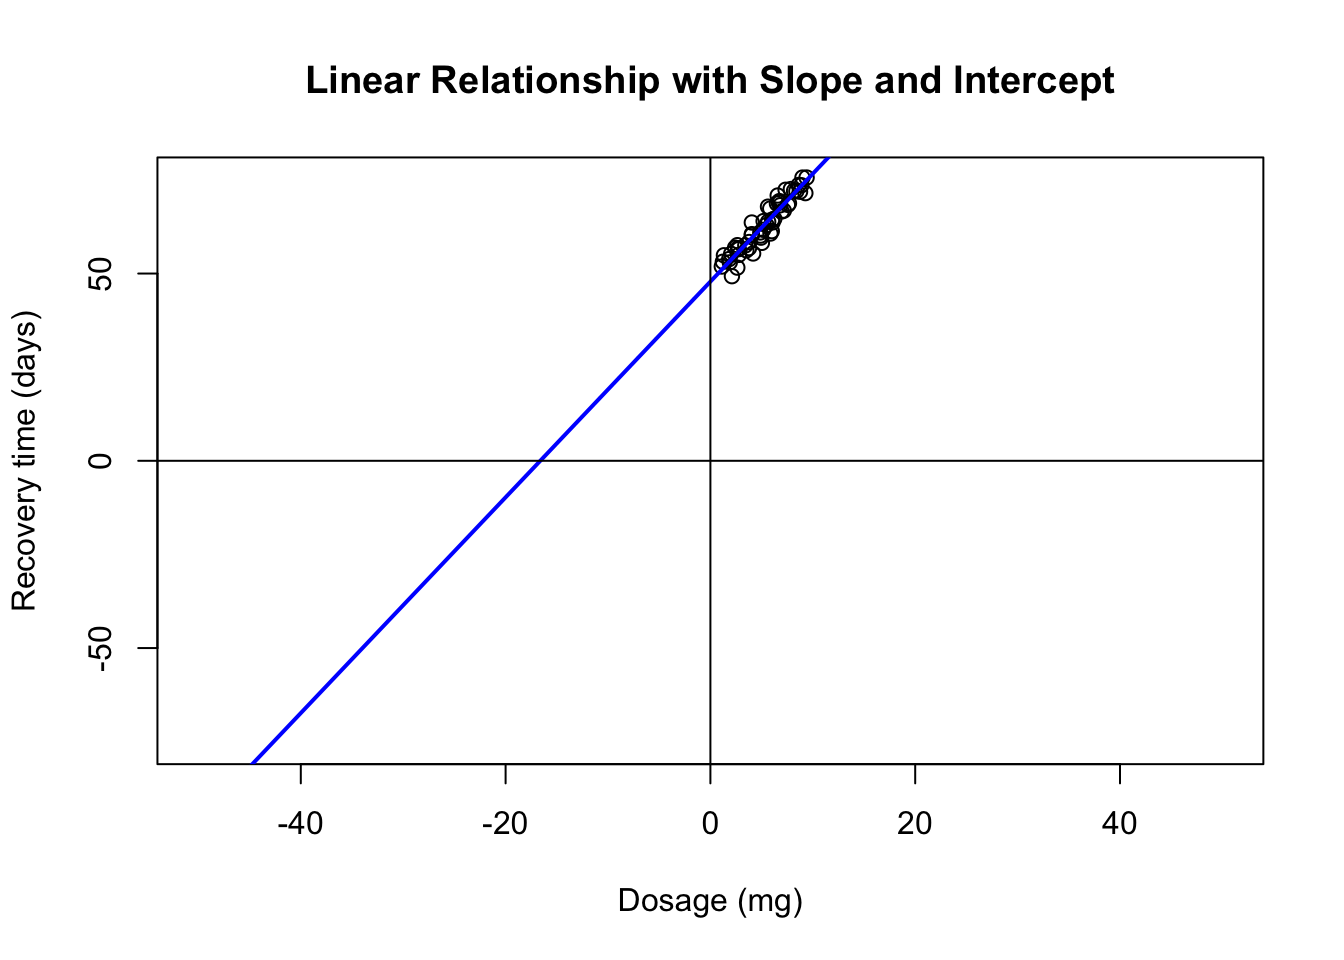 Linear Relationship with Slope and Intercept
Recovery time (days)
50
0
-50
-40
-20
0
20
40
Dosage (mg)